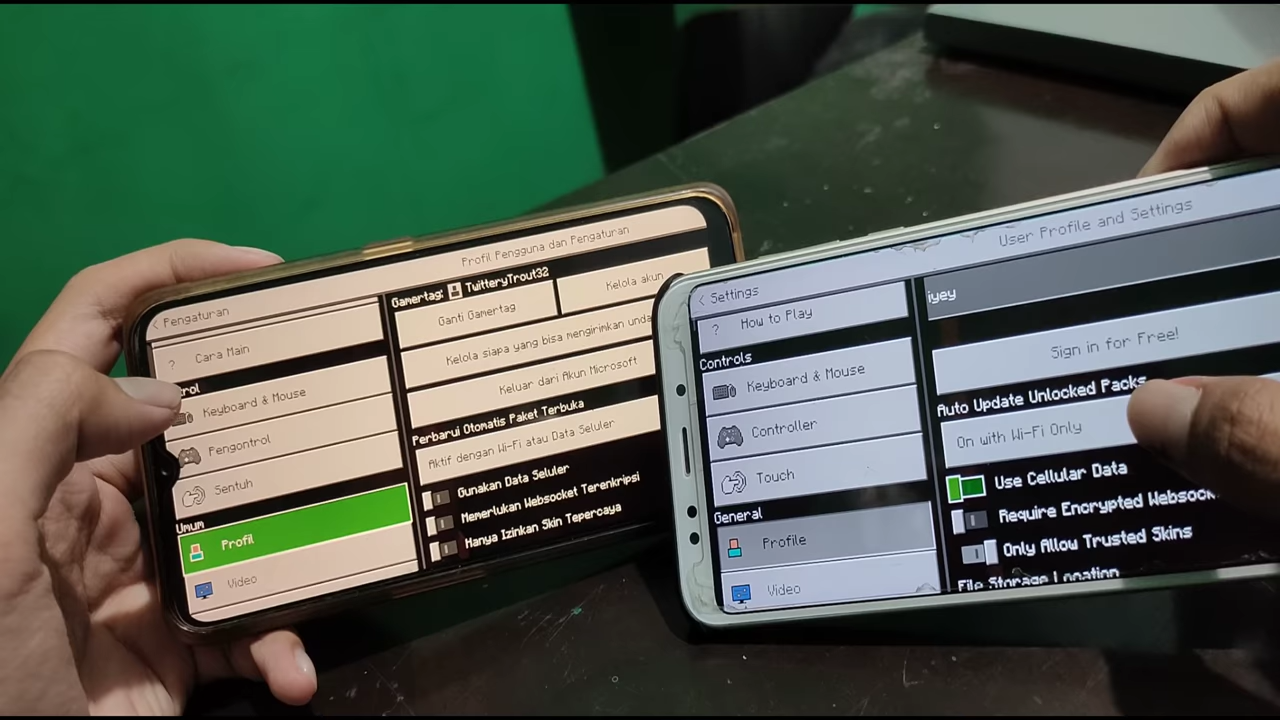 < Pengaturan
Profil Pengguna dan Pengaturan
? Cara Main
Keyboard & Mouse
Pengontrol
Sentuh
Umum
Profil
Video
Gamertag: TwitteryTrout32
Ganti Gamertag
Kelola akun
Kelola siapa yang bisa mengirimkan
Keluar dari Akun Microsoft
Perbarui Otomatis Paket Terbuka
Aktif dengan Wi-Fi atau Data Seluler
Gunakan Data Seluler
Memerlukan Websocket Terenkripsi
Hanya Izinkan Skin Tepercaya
< Settings
User Profile and Settings
? How to Play
Controls
Keyboard & Mouse
Controller
Touch
General
Profile
Video
iyey
Sign in for Free!
Auto Update Unlocked Packs
On with Wi-Fi Only
Use Cellular Data
Require Encrypted
Only Allow Trusted Skins
File Storage Location